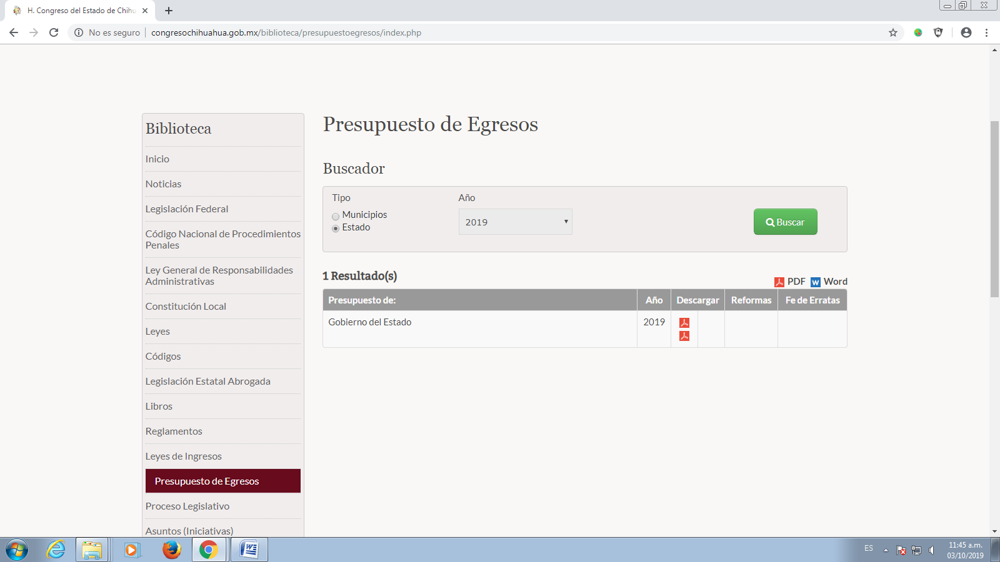 H. Congreso del Estado de Chihu
No es seguro
congresochihuahua.gob.mx/biblioteca/presupuestoegresos/index.php
Biblioteca
Inicio
Noticias
Legislación Federal
Código Nacional de Procedimientos
Penales
Ley General de Responsabilidades
Administrativas
Constitución Local
Leyes
Códigos
Legislación Estatal Abrogada
Libros
Reglamentos
Leyes de Ingresos
Presupuesto de Egresos
Proceso Legislativo
Asuntos (Iniciativas)
Presupuesto de Egresos
Buscador
Tipo
Año
Municipios
Estado
2019
Buscar
1 Resultado(s)
PDF
W Word
Presupuesto de: Año Descargar Reformas Fe de Erratas
Gobierno del Estado 2019
ES
11:45 a.m.
03/10/2019